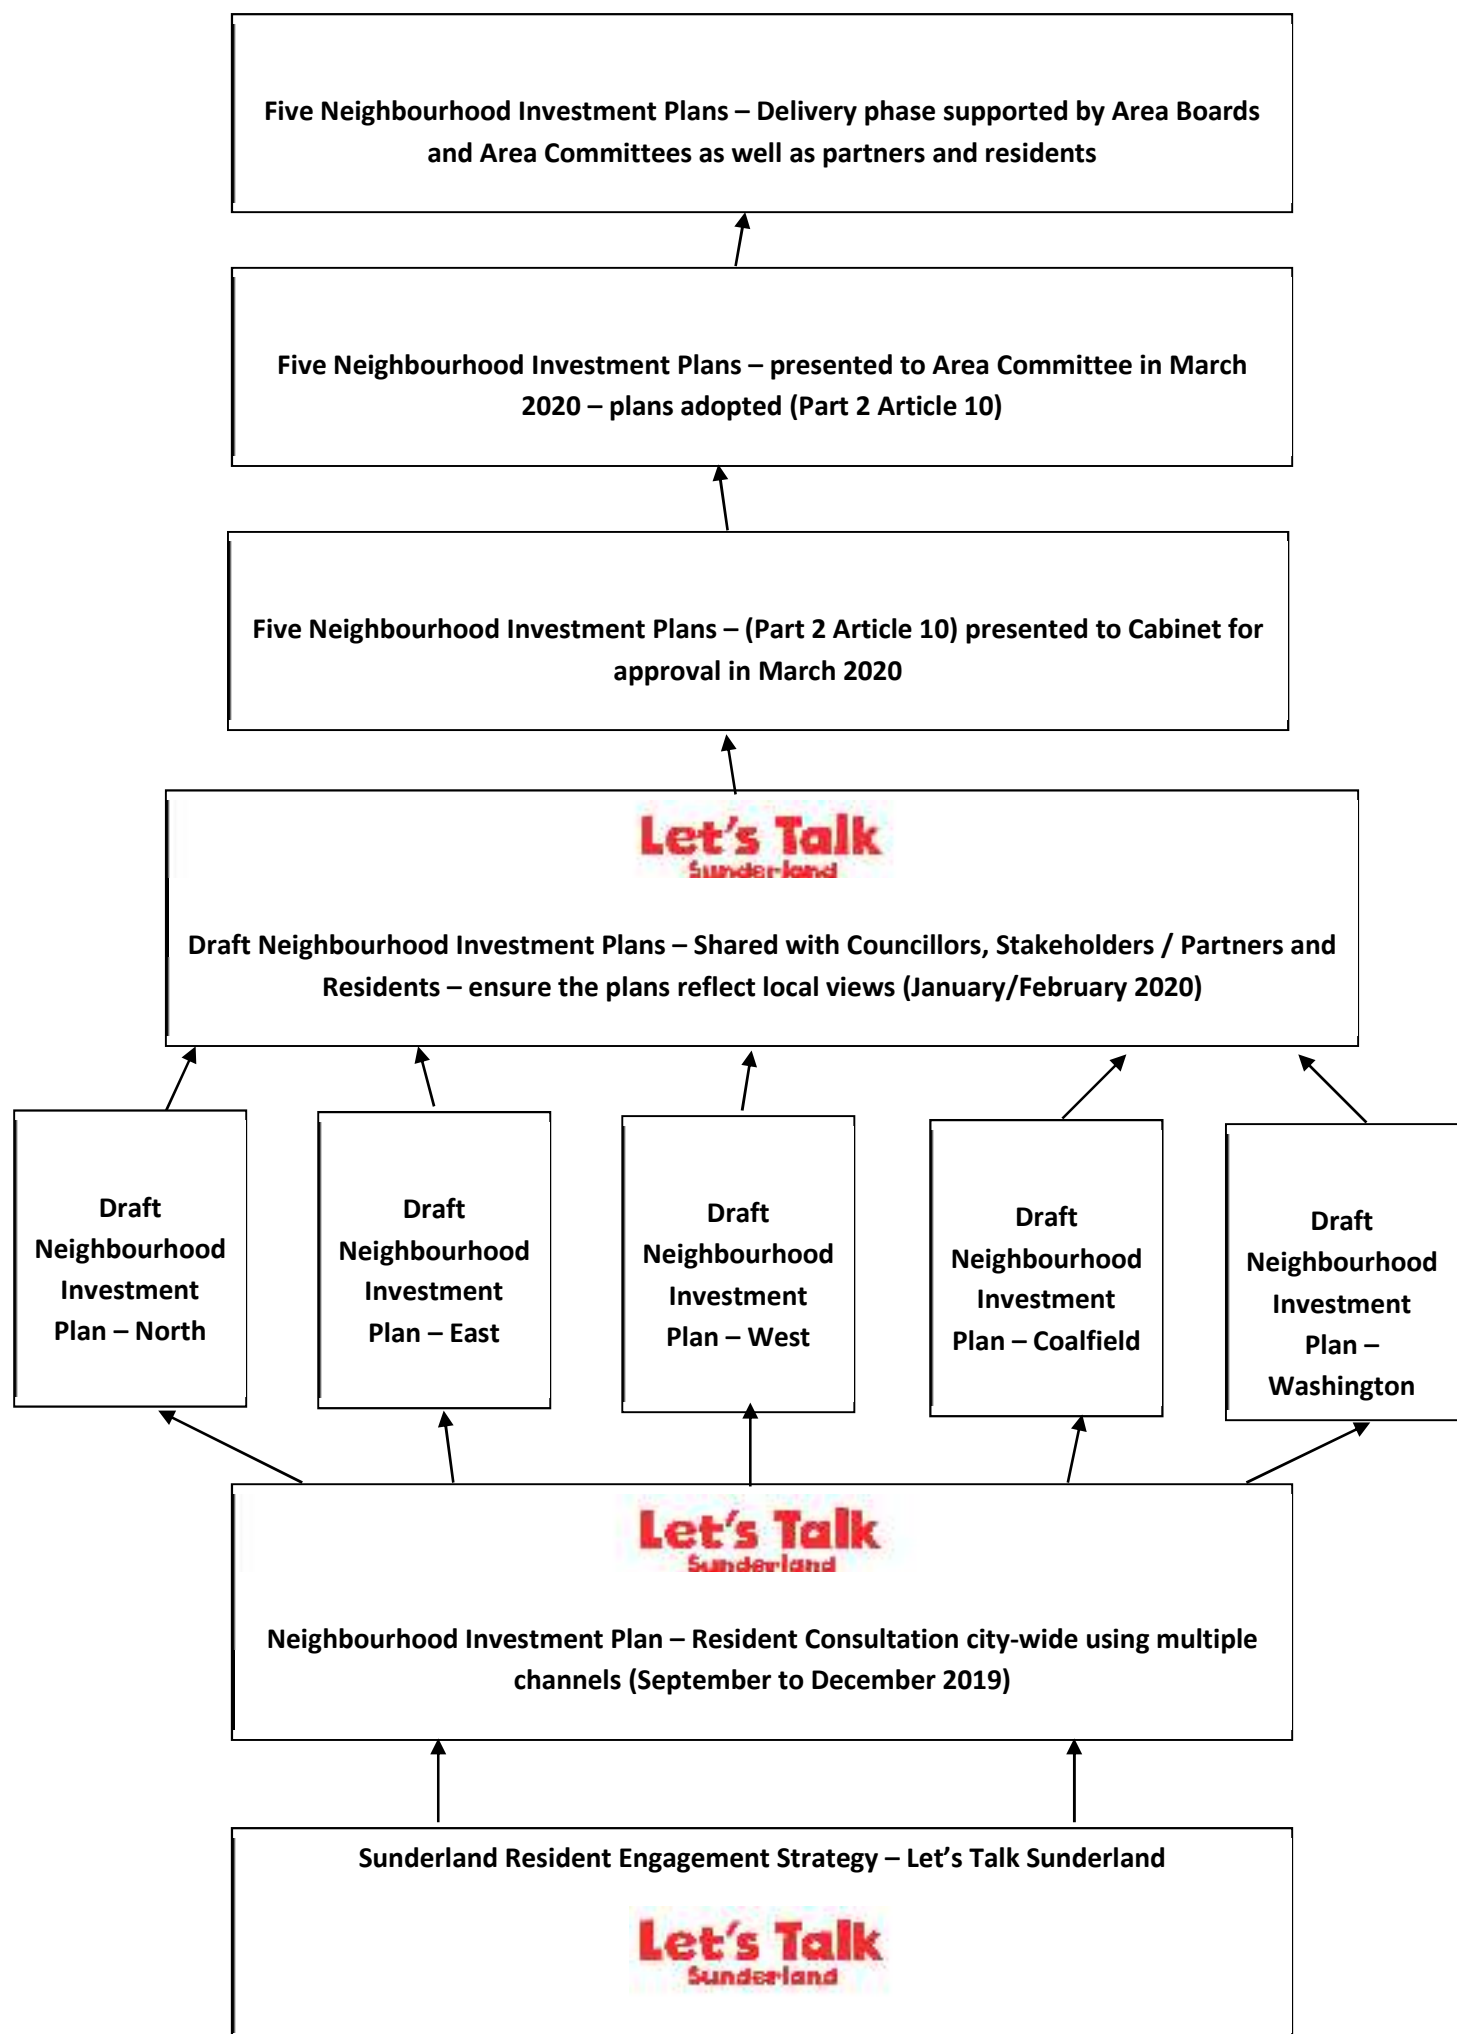 Five Neighbourhood Investment Plans – Delivery phase supported by Area Boards
and Area Committees as well as partners and residents
Five Neighbourhood Investment Plans – presented to Area Committee in March
2020 – plans adopted (Part 2 Article 10)
Five Neighbourhood Investment Plans – (Part 2 Article 10) presented to Cabinet for
approval in March 2020
Let's Talk
Sunderland
Draft Neighbourhood Investment Plans – Shared with Councillors, Stakeholders / Partners and
Residents – ensure the plans reflect local views (January/February 2020)
Draft
Neighbourhood
Investment
Plan – North
Draft
Neighbourhood
Investment
Plan – East
Draft
Neighbourhood
Investment
Plan – West
Draft
Neighbourhood
Investment
Plan – Coalfield
Draft
Neighbourhood
Investment
Plan –
Washington
Let's Talk
Sunderland
Neighbourhood Investment Plan – Resident Consultation city-wide using multiple
channels (September to December 2019)
Sunderland Resident Engagement Strategy – Let's Talk Sunderland
Let's Talk
Sunderland